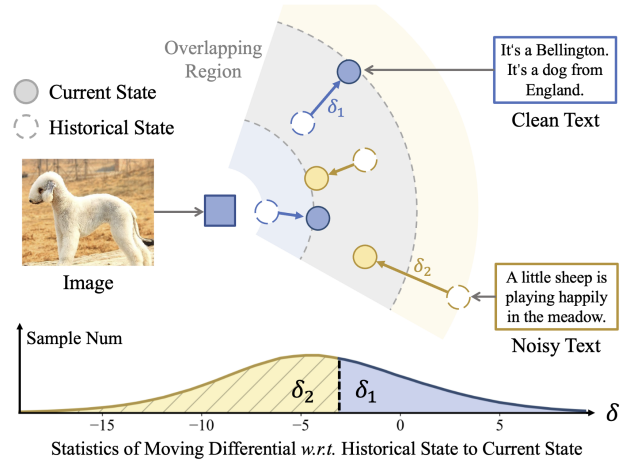 Overlapping
Region
It's a Bellington.
It's a dog from
England.
Clean Text
Current State
Historical State
δ₁
Image
δ₂
A little sheep is
playing happily
in the meadow.
Noisy Text
Sample Num
δ₂ δ₁
δ
−15 −10 −5 0 5
Statistics of Moving Differential w.r.t. Historical State to Current State